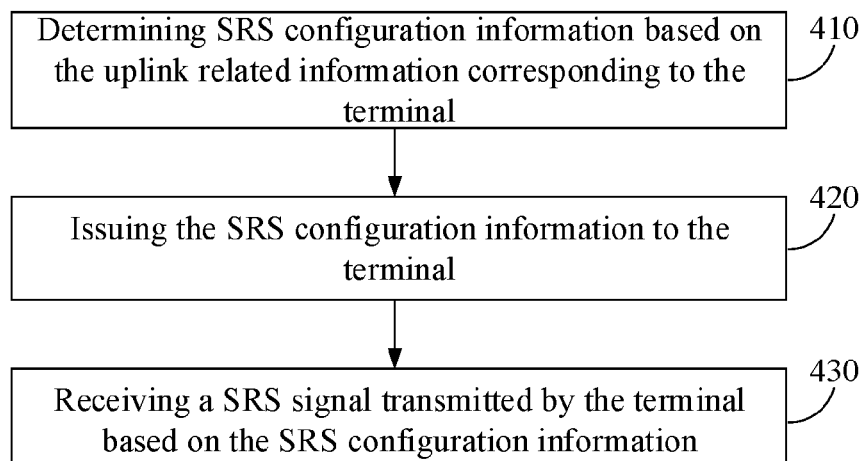 Determining SRS configuration information based on
the uplink related information corresponding to the
terminal
410
Issuing the SRS configuration information to the
terminal
420
Receiving a SRS signal transmitted by the terminal
based on the SRS configuration information
430